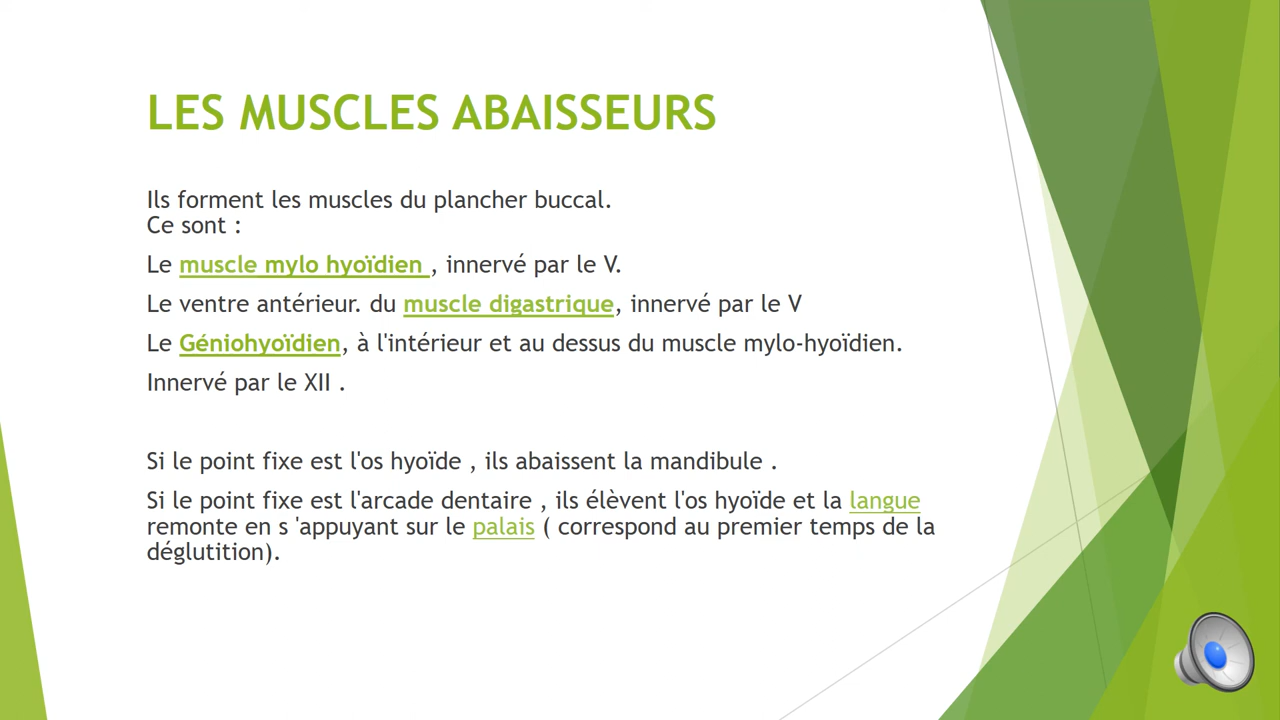 LES MUSCLES ABAISSEURS
Ils forment les muscles du plancher buccal.
Ce sont :
Le muscle mylo hyoïdien , innervé par le V.
Le ventre antérieur. du muscle digastrique, innervé par le V
Le Géniohyoïdien, à l'intérieur et au dessus du muscle mylo-hyoïdien.
Innervé par le XII .
Si le point fixe est l'os hyoïde , ils abaissent la mandibule .
Si le point fixe est l'arcade dentaire , ils élèvent l'os hyoïde et la langue
remonte en s 'appuyant sur le palais ( correspond au premier temps de la
déglutition).